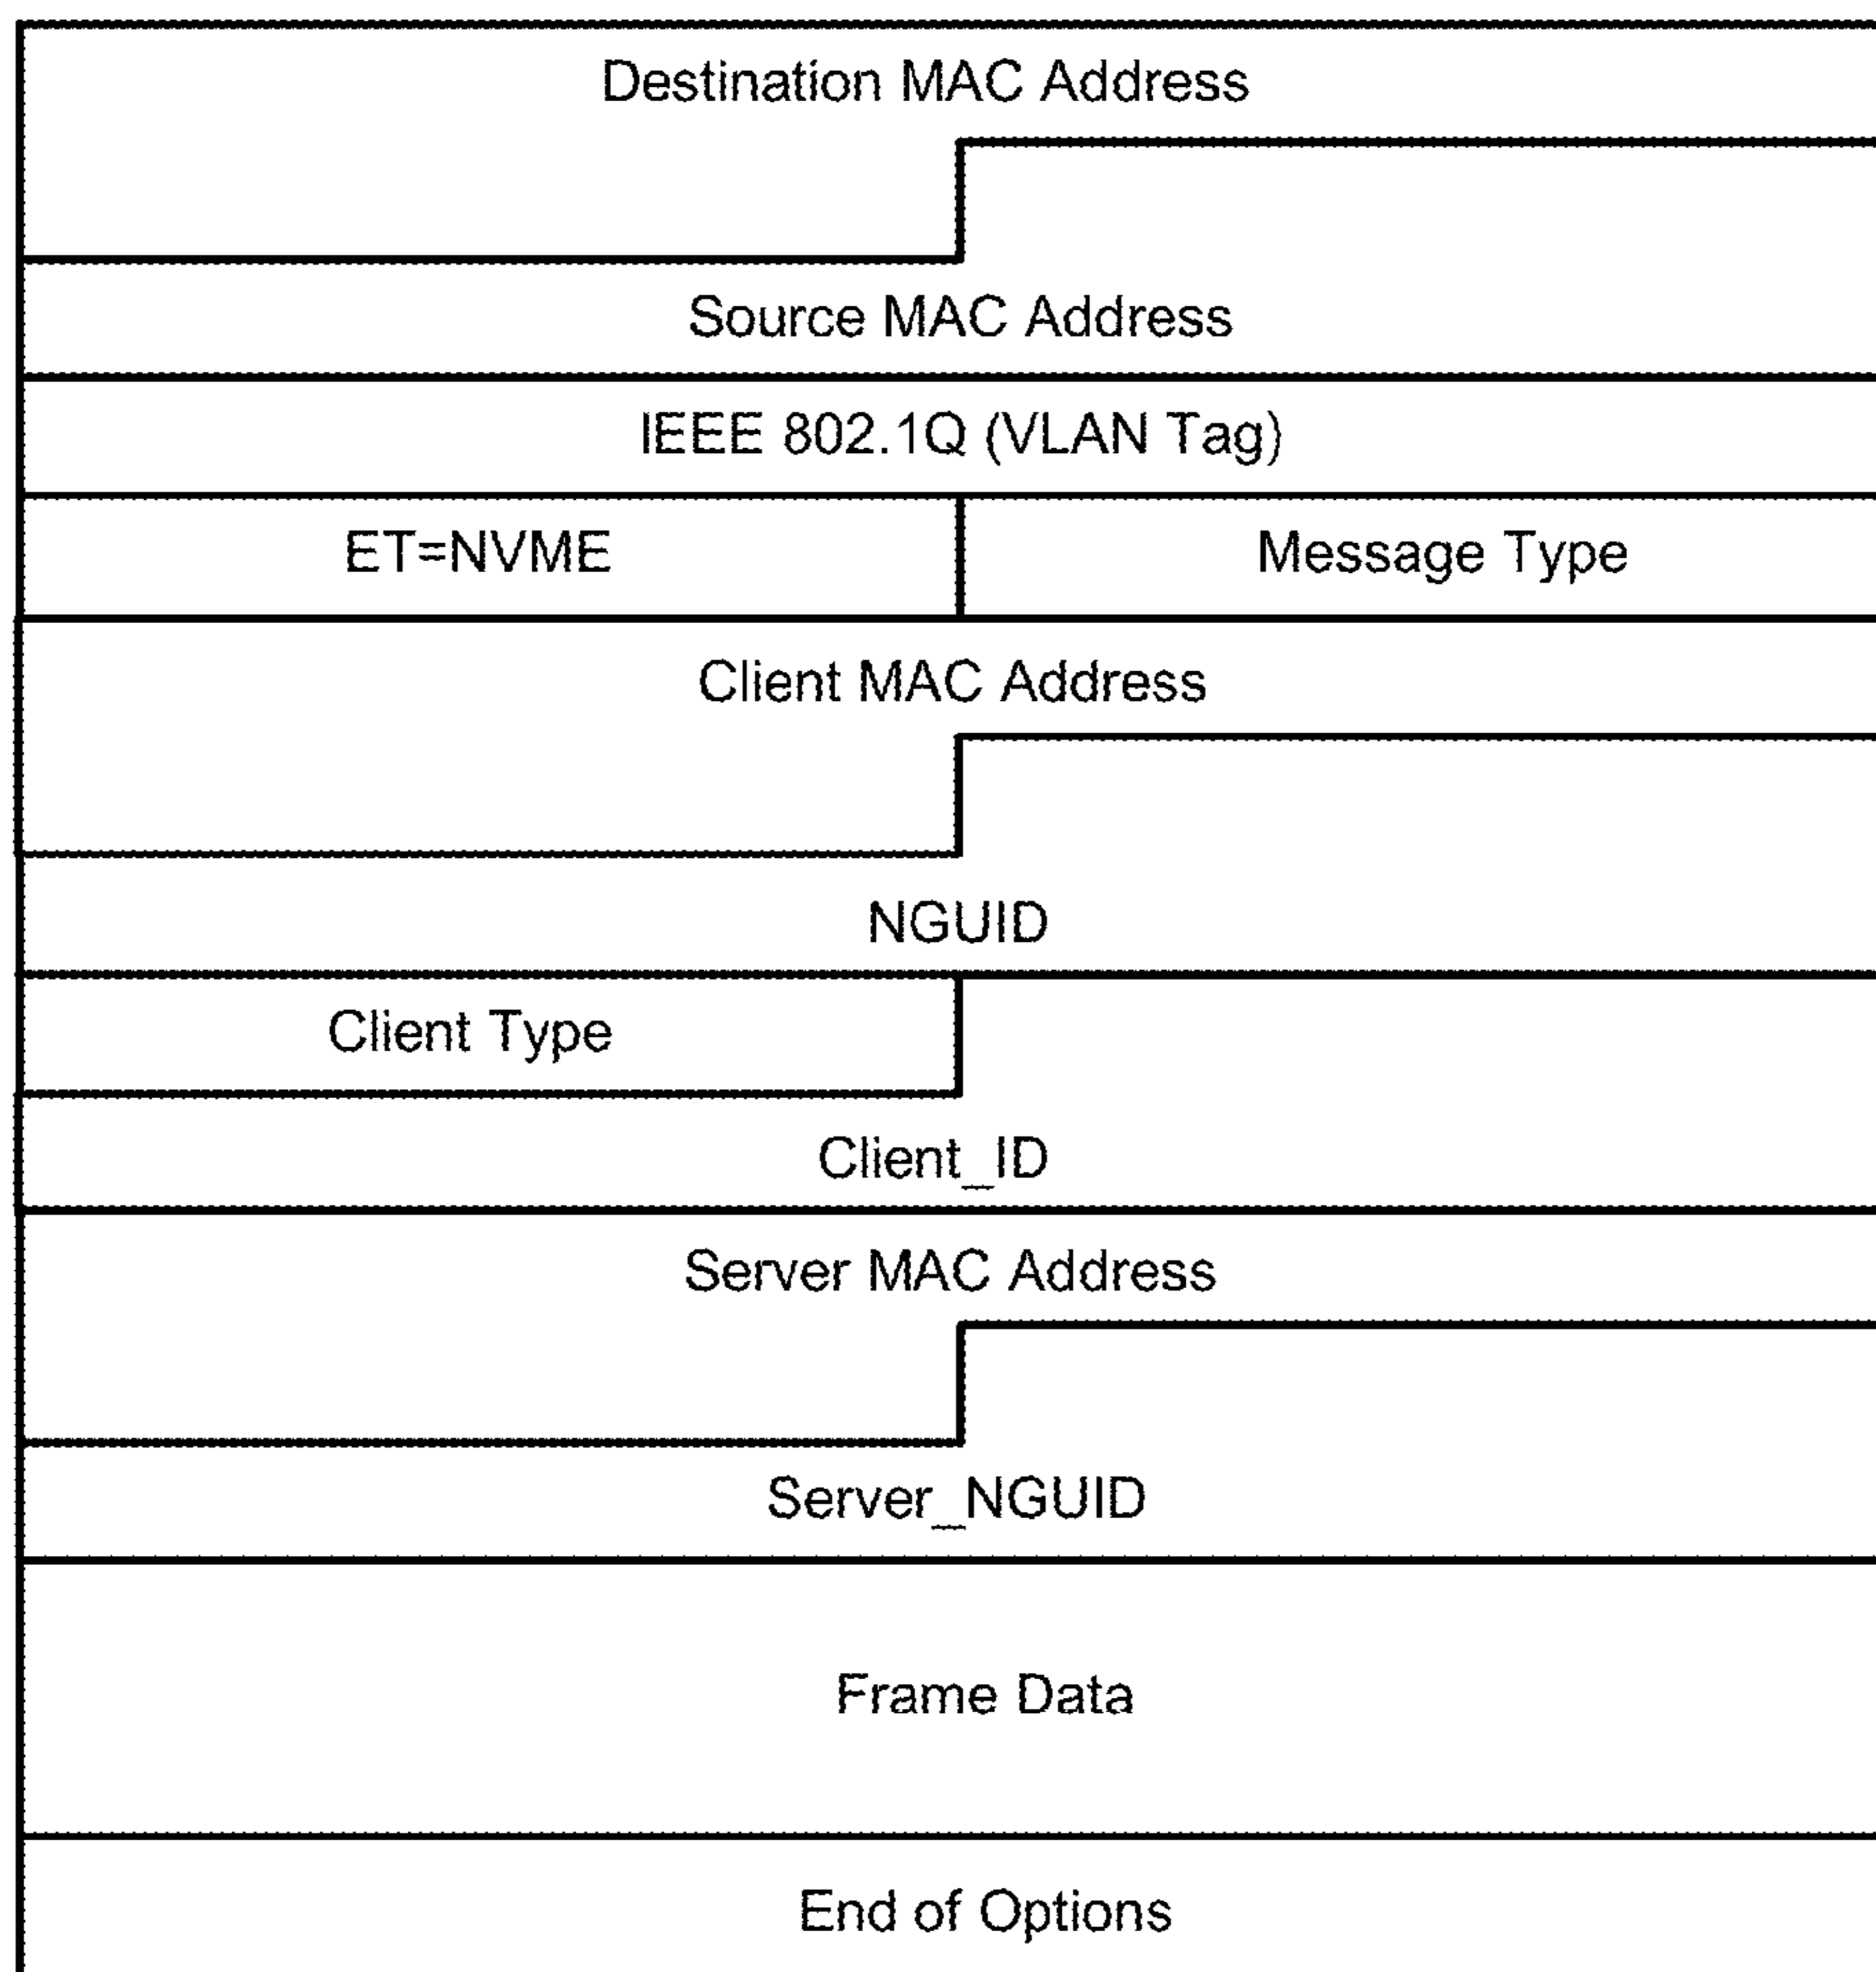 Destination MAC Address
Source MAC Address
IEEE 802.1Q (VLAN Tag)
ET=NVME
Message Type
Client MAC Address
NGUID
Client Type
Client_ID
Server MAC Address
Server_NGUID
Frame Data
End of Options